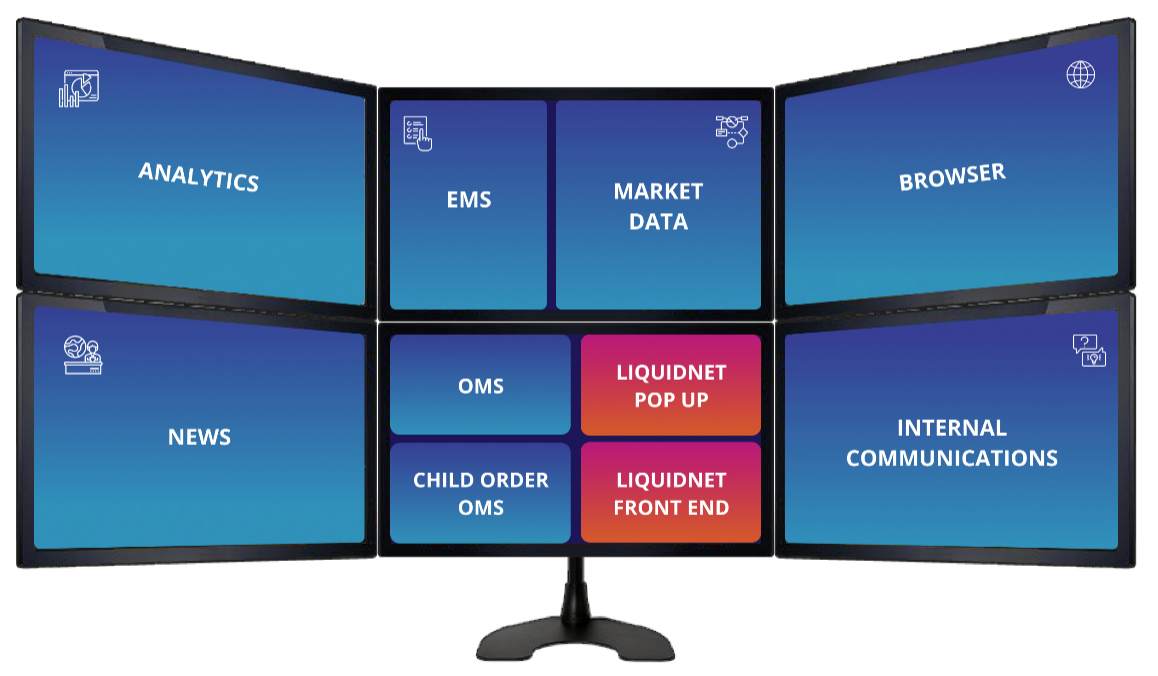 ANALYTICS
EMS
MARKET
DATA
BROWSER
NEWS
OMS
LIQUIDNET
POP UP
CHILD ORDER
OMS
LIQUIDNET
FRONT END
INTERNAL
COMMUNICATIONS